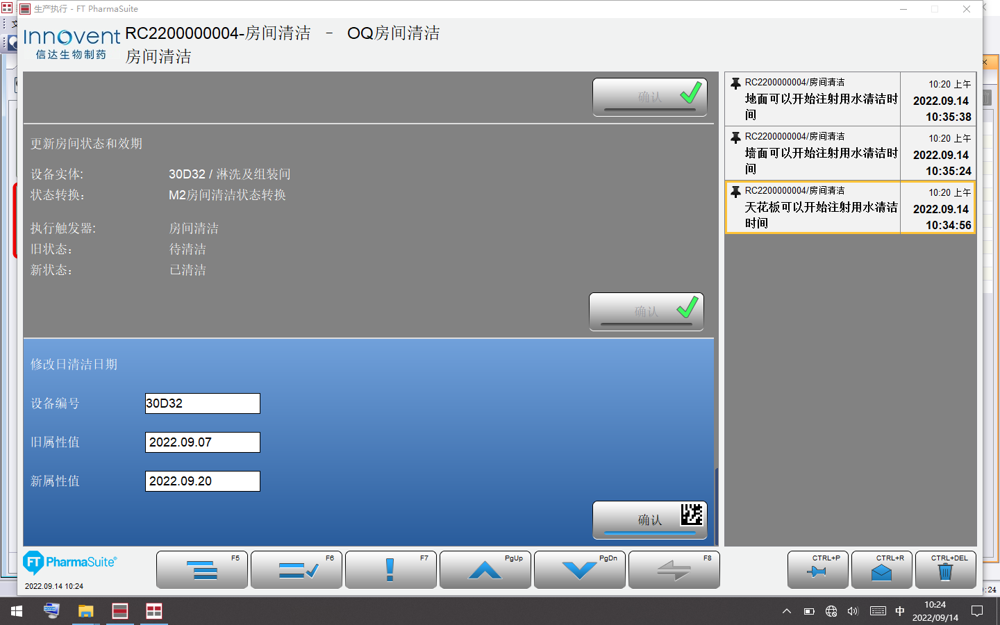 生产执行 - FT PharmaSuite
Innovent
信达生物制药
RC2200000004-房间清洁 - OQ房间清洁
房间清洁
确认
更新房间状态和效期
设备实体: 30D32 / 淋洗及组装间
状态转换: M2房间清洁状态转换
执行触发器: 房间清洁
旧状态: 待清洁
新状态: 已清洁
确认
修改日清洁日期
设备编号 30D32
旧属性值 2022.09.07
新属性值 2022.09.20
确认
RC2200000004/房间清洁 10:20 上午
地面可以开始注射用水清洁时间 2022.09.14
10:35:38
RC2200000004/房间清洁 10:20 上午
墙面可以开始注射用水清洁时间 2022.09.14
10:35:24
RC2200000004/房间清洁 10:20 上午
天花板可以开始注射用水清洁时间 2022.09.14
10:34:56
FT PharmaSuite®
2022.09.14 10:24
F5 F6 F7 PgUp PgDn F8 CTRL+P CTRL+R CTRL+DEL
:24
中
10:24
2022/09/14